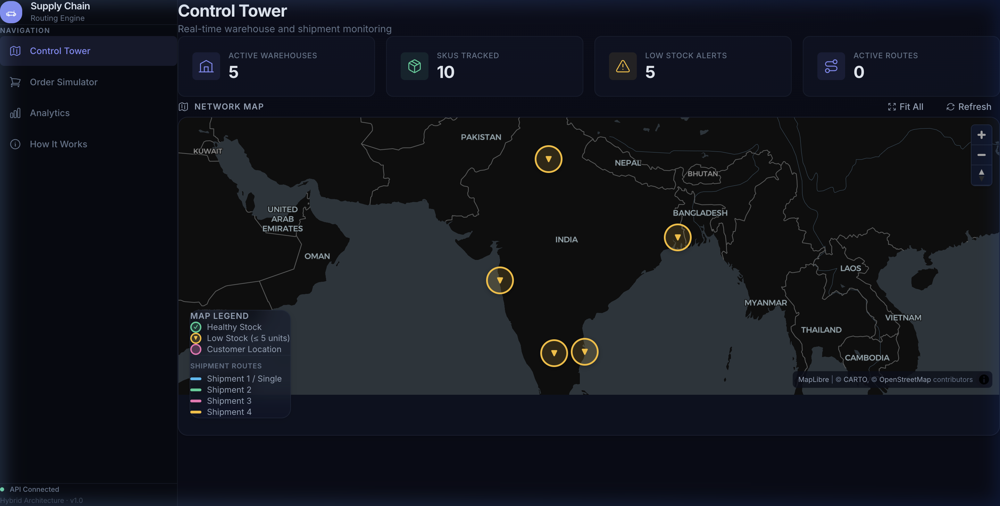 Supply Chain
Routing Engine
NAVIGATION
Control Tower
Order Simulator
Analytics
How It Works
API Connected
Hybrid Architecture · v1.0
Control Tower
Real-time warehouse and shipment monitoring
ACTIVE WAREHOUSES
5
SKUS TRACKED
10
LOW STOCK ALERTS
5
ACTIVE ROUTES
0
NETWORK MAP
Fit All
Refresh
PAKISTAN
KUWAIT
NEPAL
BHUTAN
UNITED
ARAB
EMIRATES
BANGLADESH
INDIA
OMAN
LAOS
MYANMAR
VIETNAM
THAILAND
CAMBODIA
MAP LEGEND
Healthy Stock
Low Stock (≤ 5 units)
Customer Location
SHIPMENT ROUTES
Shipment 1 / Single
Shipment 2
Shipment 3
Shipment 4
MapLibre | © CARTO, © OpenStreetMap contributors